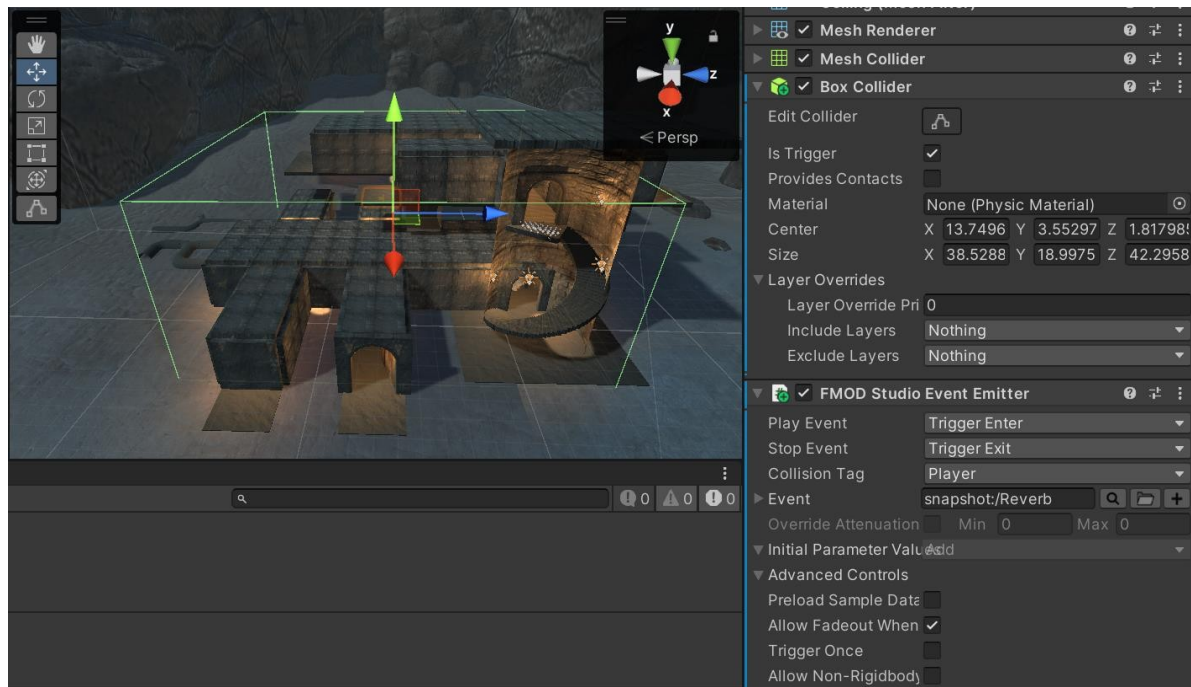 y
z
x
< Persp
0 0 0
Mesh Renderer
Mesh Collider
Box Collider
Edit Collider
Is Trigger
Provides Contacts
Material None (Physic Material)
Center X 13.7496 Y 3.55297 Z 1.817985
Size X 38.5288 Y 18.9975 Z 42.2958
Layer Overrides
Layer Override Pri 0
Include Layers Nothing
Exclude Layers Nothing
FMOD Studio Event Emitter
Play Event Trigger Enter
Stop Event Trigger Exit
Collision Tag Player
Event snapshot:/Reverb
Override Attenuation Min 0 Max 0
Initial Parameter Values Add
Advanced Controls
Preload Sample Data
Allow Fadeout When
Trigger Once
Allow Non-Rigidbody